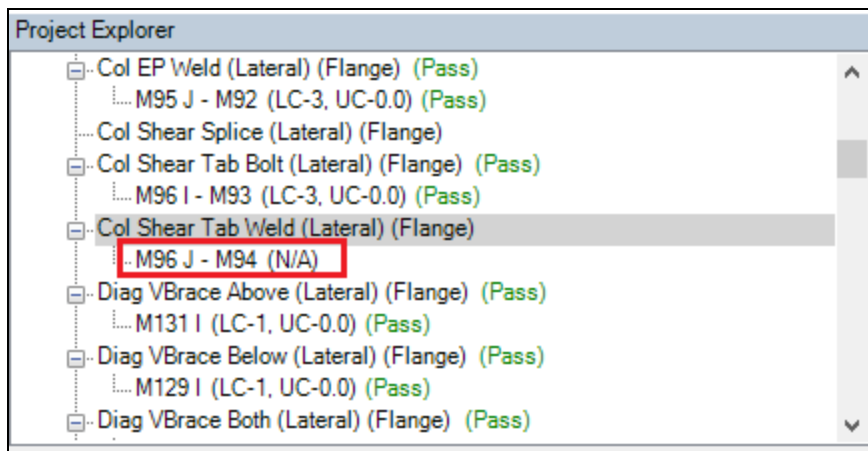 Project Explorer
Col EP Weld (Lateral) (Flange) (Pass)
M95 J - M92 (LC-3, UC-0.0) (Pass)
Col Shear Splice (Lateral) (Flange)
Col Shear Tab Bolt (Lateral) (Flange) (Pass)
M96 I - M93 (LC-3, UC-0.0) (Pass)
Col Shear Tab Weld (Lateral) (Flange)
M96 J - M94 (N/A)
Diag VBrace Above (Lateral) (Flange) (Pass)
M131 I (LC-1, UC-0.0) (Pass)
Diag VBrace Below (Lateral) (Flange) (Pass)
M129 I (LC-1, UC-0.0) (Pass)
Diag VBrace Both (Lateral) (Flange) (Pass)